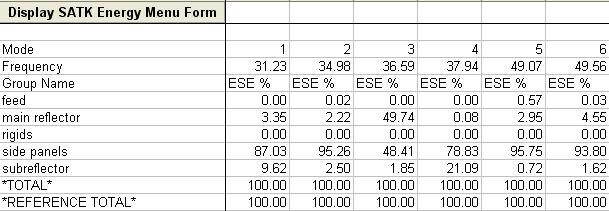 Display SATK Energy Menu Form
Mode 1 2 3 4 5 6
Frequency 31.23 34.98 36.59 37.94 49.07 49.56
Group Name ESE % ESE % ESE % ESE % ESE % ESE %
feed 0.00 0.02 0.00 0.00 0.57 0.03
main reflector 3.35 2.22 49.74 0.08 2.95 4.55
rigids 0.00 0.00 0.00 0.00 0.00 0.00
side panels 87.03 95.26 48.41 78.83 95.75 93.80
subreflector 9.62 2.50 1.85 21.09 0.72 1.62
*TOTAL* 100.00 100.00 100.00 100.00 100.00 100.00
*REFERENCE TOTAL* 100.00 100.00 100.00 100.00 100.00 100.00